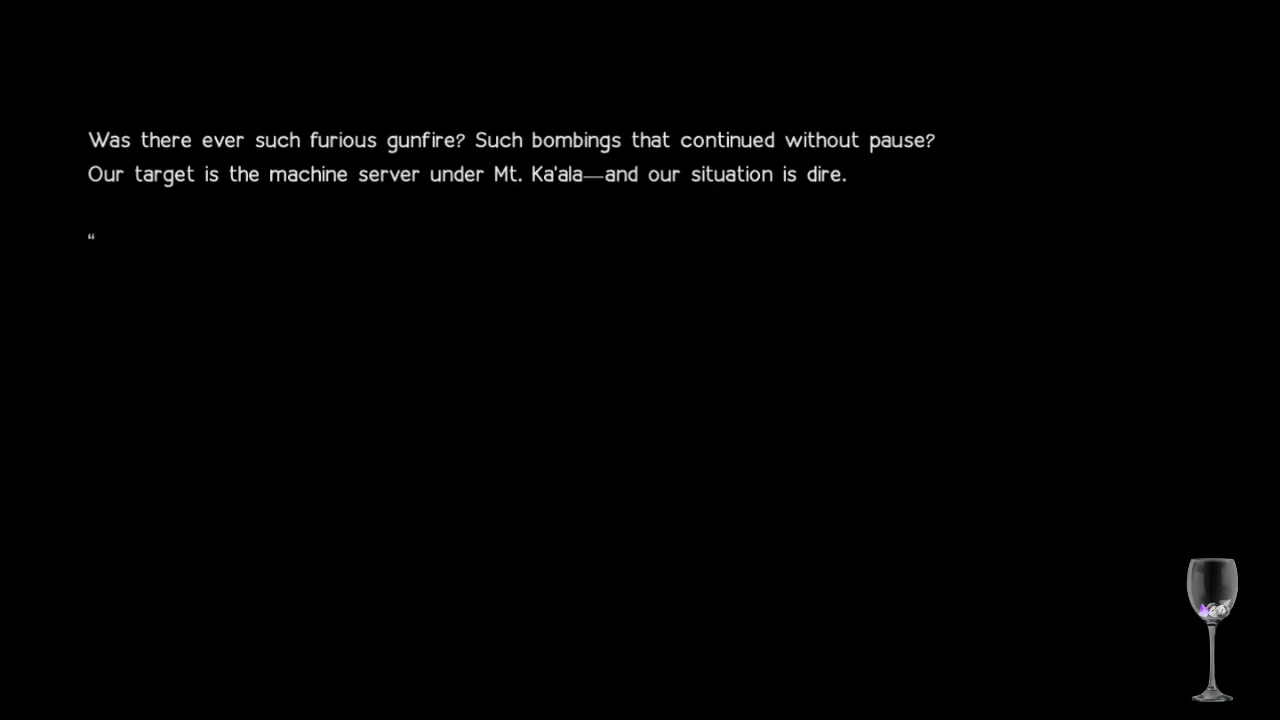 Was there ever such furious gunfire? Such bombings that continued without pause?
Our target is the machine server under Mt. Ka'ala—and our situation is dire.
“